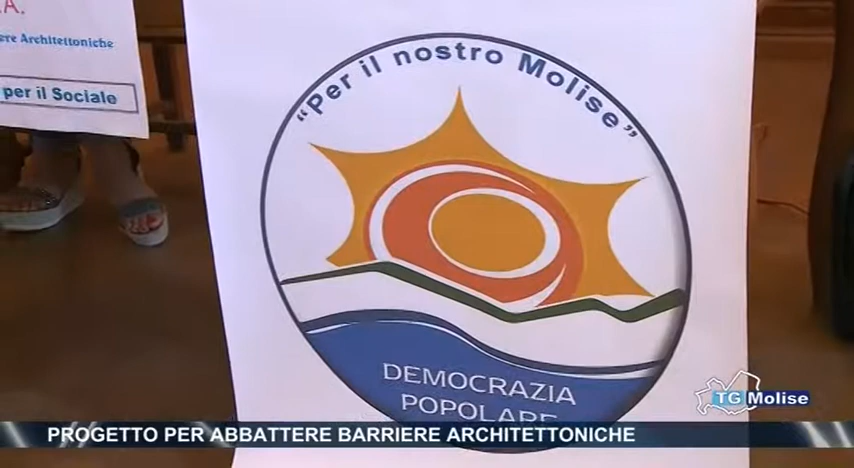 .A.
ere Architettoniche
per il Sociale
“Per il nostro Molise”
DEMOCRAZIA
POPOLARE
TG Molise
PROGETTO PER ABBATTERE BARRIERE ARCHITETTONICHE